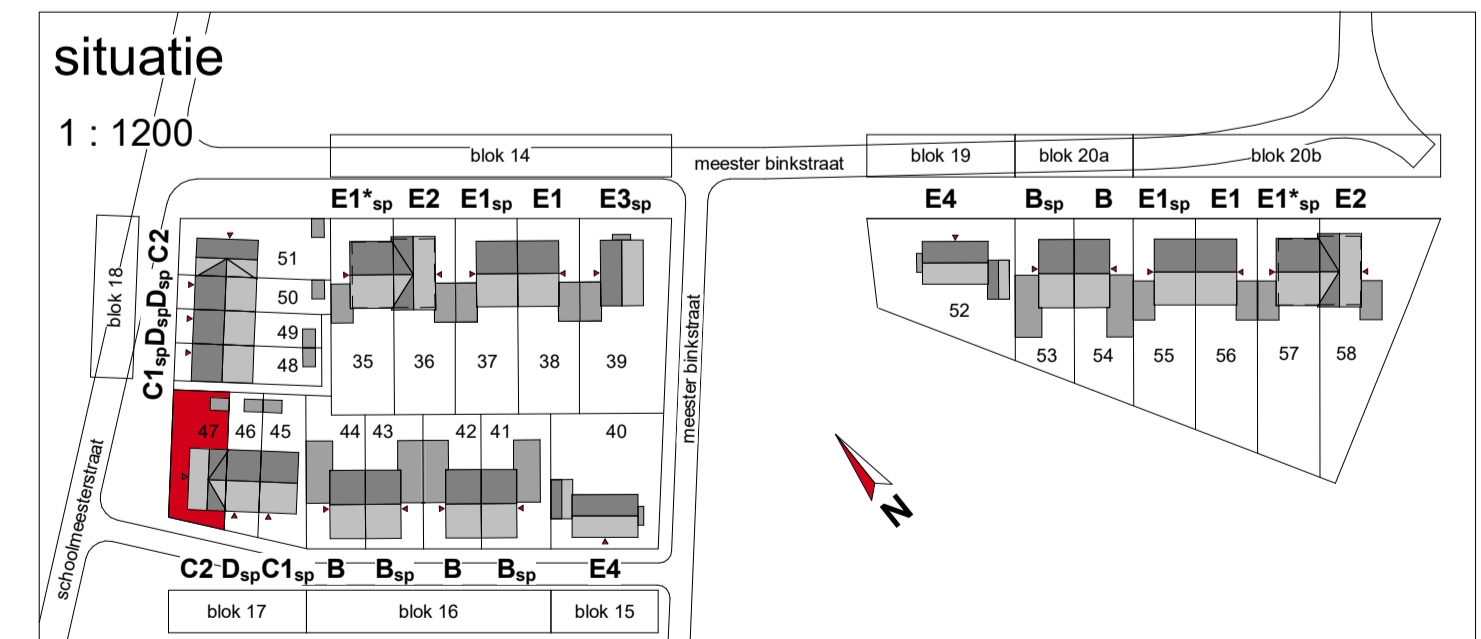 situatie
1 : 1200
blok 14
meester binkstraat
blok 19
blok 20a
blok 20b
E1*sp E2 E1sp E1 E3sp
E4 Bsp B E1sp E1 E1*sp E2
blok 18
C1spDspDsp C2
51
50
49
48
35 36 37 38 39
52
53 54 55 56 57 58
meester binkstraat
47 46 45 44 43 42 41 40
schoolmeesterstraat
N
C2 DspC1sp B Bsp B Bsp E4
blok 17
blok 16
blok 15